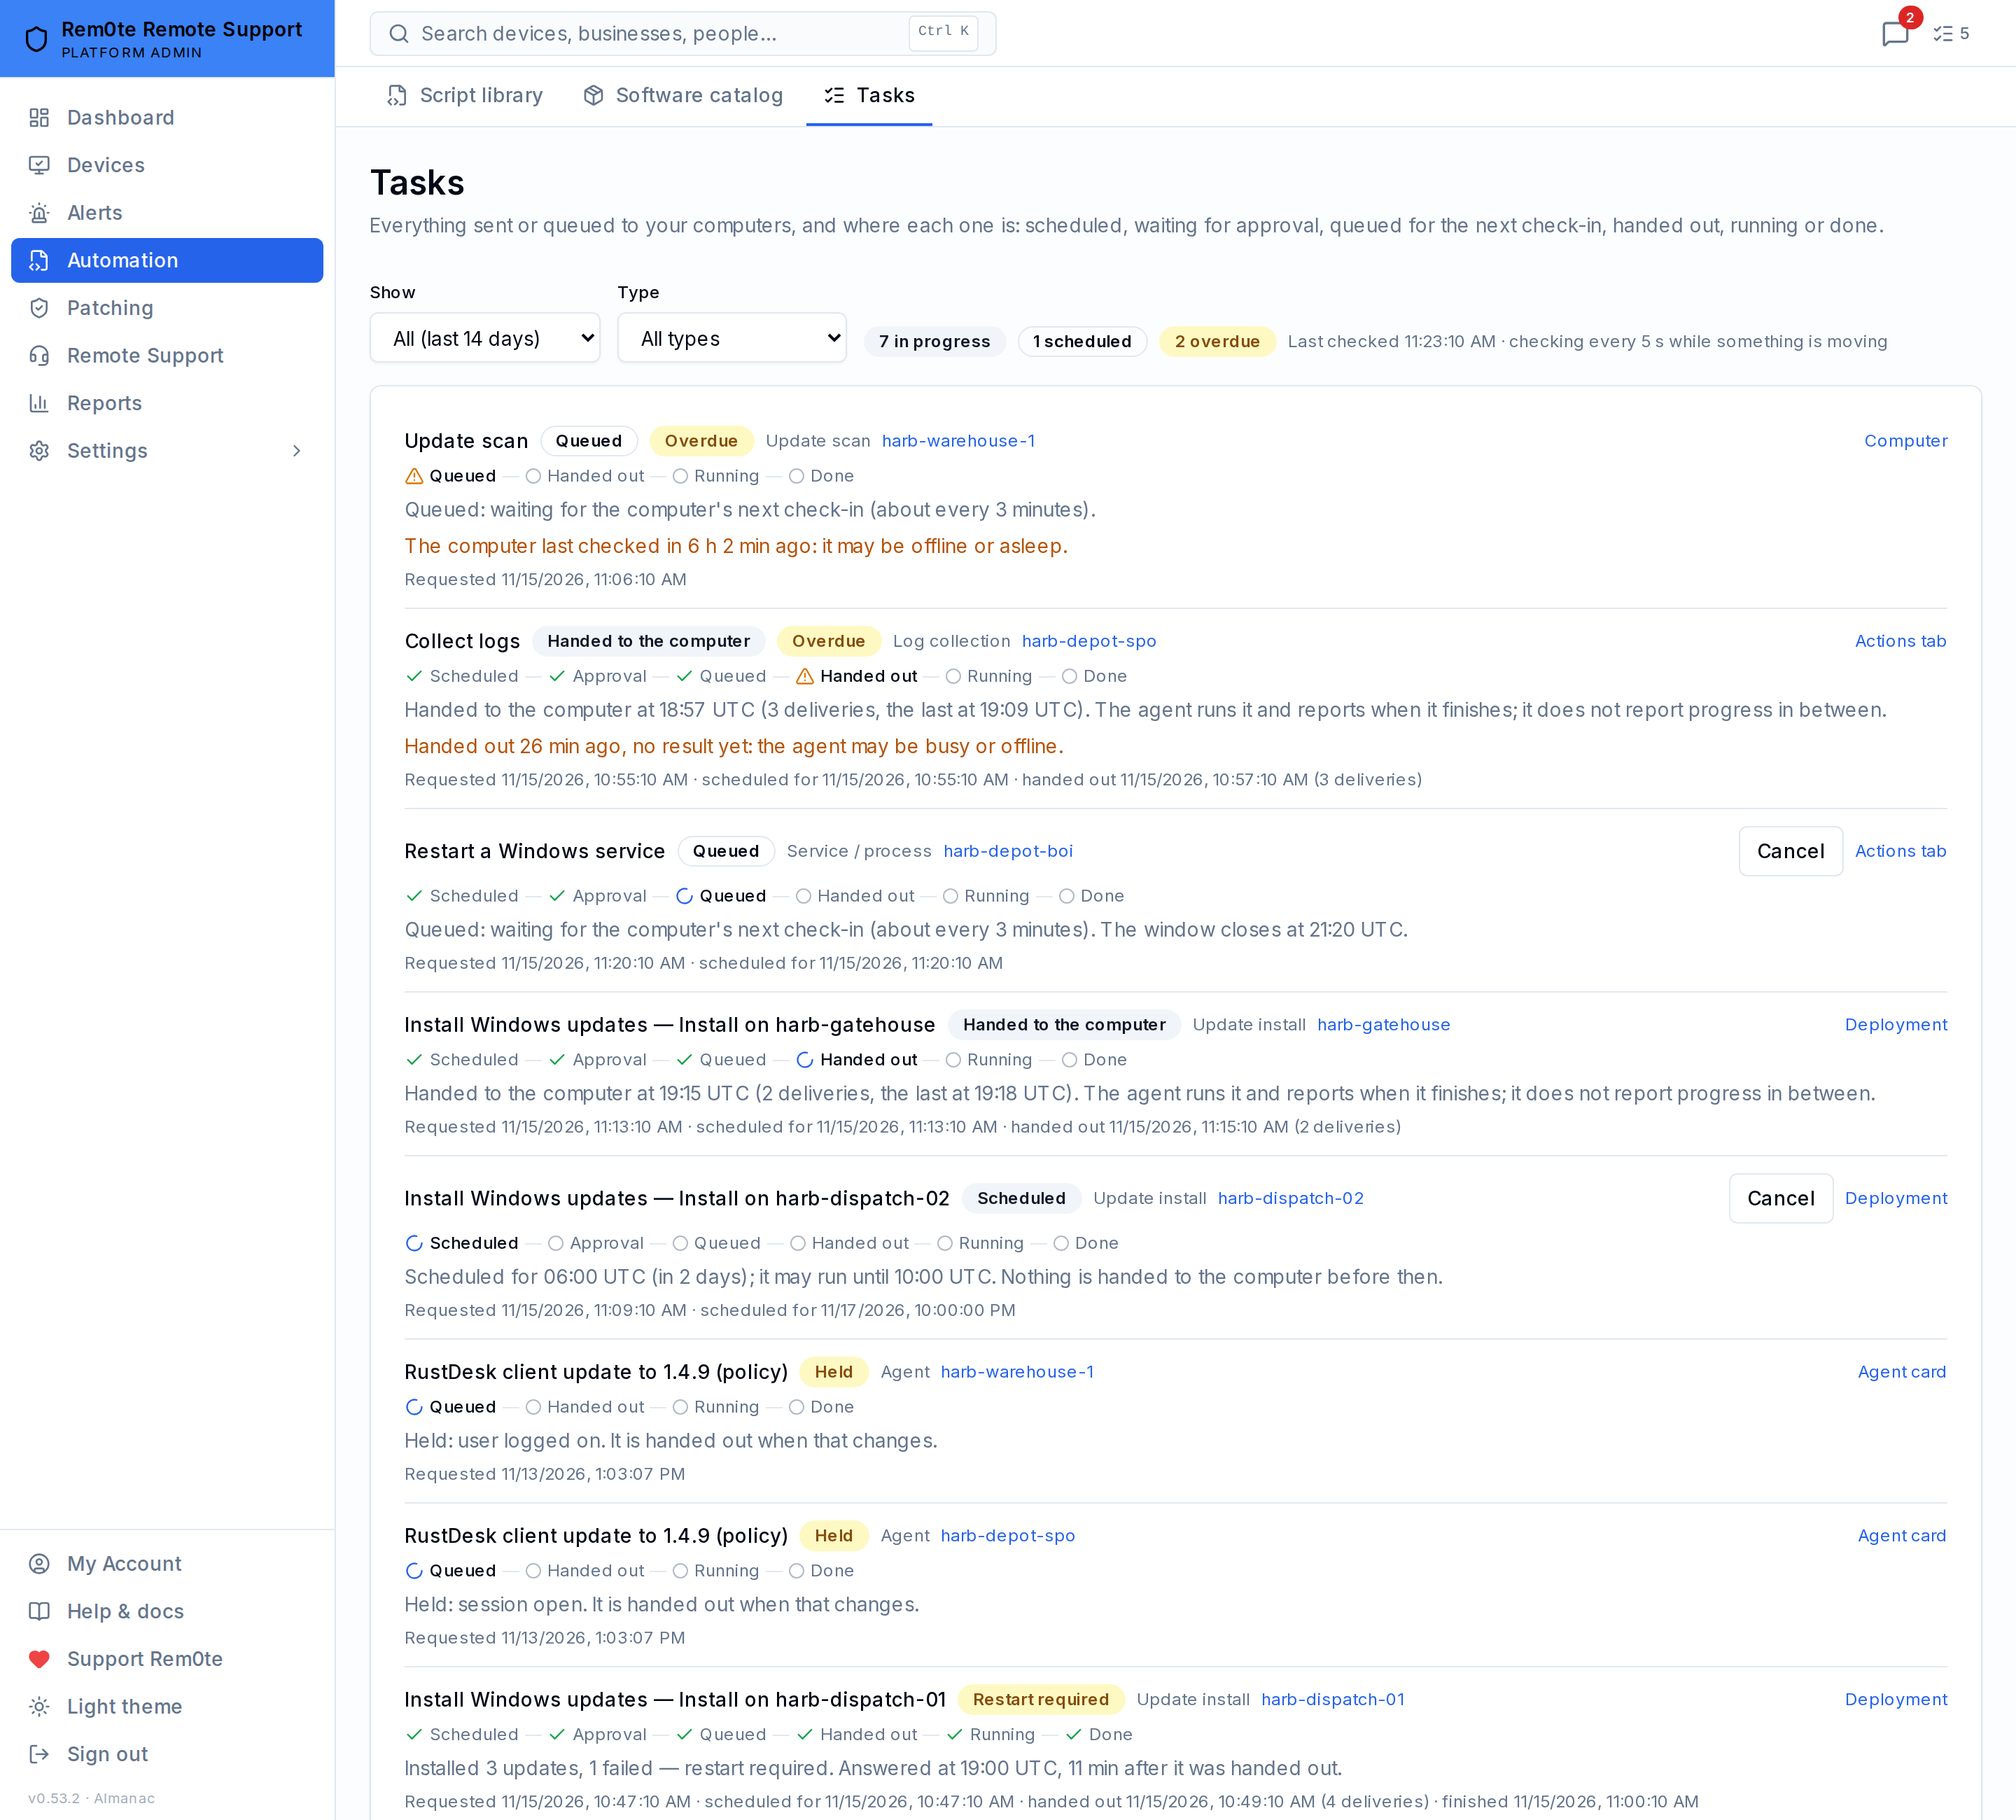 Rem0te Remote Support
PLATFORM ADMIN
Search devices, businesses, people...
Ctrl K
2
5
Dashboard
Devices
Alerts
Automation
Patching
Remote Support
Reports
Settings
My Account
Help & docs
Support Rem0te
Light theme
Sign out
v0.53.2 · Almanac
Script library
Software catalog
Tasks
Tasks
Everything sent or queued to your computers, and where each one is: scheduled, waiting for approval, queued for the next check-in, handed out, running or done.
Show
Type
All (last 14 days)
All types
7 in progress
1 scheduled
2 overdue
Last checked 11:23:10 AM · checking every 5 s while something is moving
Update scan Queued Overdue Update scan harb-warehouse-1 Computer
Queued — Handed out — Running — Done
Queued: waiting for the computer's next check-in (about every 3 minutes).
The computer last checked in 6 h 2 min ago: it may be offline or asleep.
Requested 11/15/2026, 11:06:10 AM
Collect logs Handed to the computer Overdue Log collection harb-depot-spo Actions tab
Scheduled — Approval — Queued — Handed out — Running — Done
Handed to the computer at 18:57 UTC (3 deliveries, the last at 19:09 UTC). The agent runs it and reports when it finishes; it does not report progress in between.
Handed out 26 min ago, no result yet: the agent may be busy or offline.
Requested 11/15/2026, 10:55:10 AM · scheduled for 11/15/2026, 10:55:10 AM · handed out 11/15/2026, 10:57:10 AM (3 deliveries)
Restart a Windows service Queued Service / process harb-depot-boi Cancel Actions tab
Scheduled — Approval — Queued — Handed out — Running — Done
Queued: waiting for the computer's next check-in (about every 3 minutes). The window closes at 21:20 UTC.
Requested 11/15/2026, 11:20:10 AM · scheduled for 11/15/2026, 11:20:10 AM
Install Windows updates — Install on harb-gatehouse Handed to the computer Update install harb-gatehouse Deployment
Scheduled — Approval — Queued — Handed out — Running — Done
Handed to the computer at 19:15 UTC (2 deliveries, the last at 19:18 UTC). The agent runs it and reports when it finishes; it does not report progress in between.
Requested 11/15/2026, 11:13:10 AM · scheduled for 11/15/2026, 11:13:10 AM · handed out 11/15/2026, 11:15:10 AM (2 deliveries)
Install Windows updates — Install on harb-dispatch-02 Scheduled Update install harb-dispatch-02 Cancel Deployment
Scheduled — Approval — Queued — Handed out — Running — Done
Scheduled for 06:00 UTC (in 2 days); it may run until 10:00 UTC. Nothing is handed to the computer before then.
Requested 11/15/2026, 11:09:10 AM · scheduled for 11/17/2026, 10:00:00 PM
RustDesk client update to 1.4.9 (policy) Held Agent harb-warehouse-1 Agent card
Queued — Handed out — Running — Done
Held: user logged on. It is handed out when that changes.
Requested 11/13/2026, 1:03:07 PM
RustDesk client update to 1.4.9 (policy) Held Agent harb-depot-spo Agent card
Queued — Handed out — Running — Done
Held: session open. It is handed out when that changes.
Requested 11/13/2026, 1:03:07 PM
Install Windows updates — Install on harb-dispatch-01 Restart required Update install harb-dispatch-01 Deployment
Scheduled — Approval — Queued — Handed out — Running — Done
Installed 3 updates, 1 failed — restart required. Answered at 19:00 UTC, 11 min after it was handed out.
Requested 11/15/2026, 10:47:10 AM · scheduled for 11/15/2026, 10:47:10 AM · handed out 11/15/2026, 10:49:10 AM (4 deliveries) · finished 11/15/2026, 11:00:10 AM